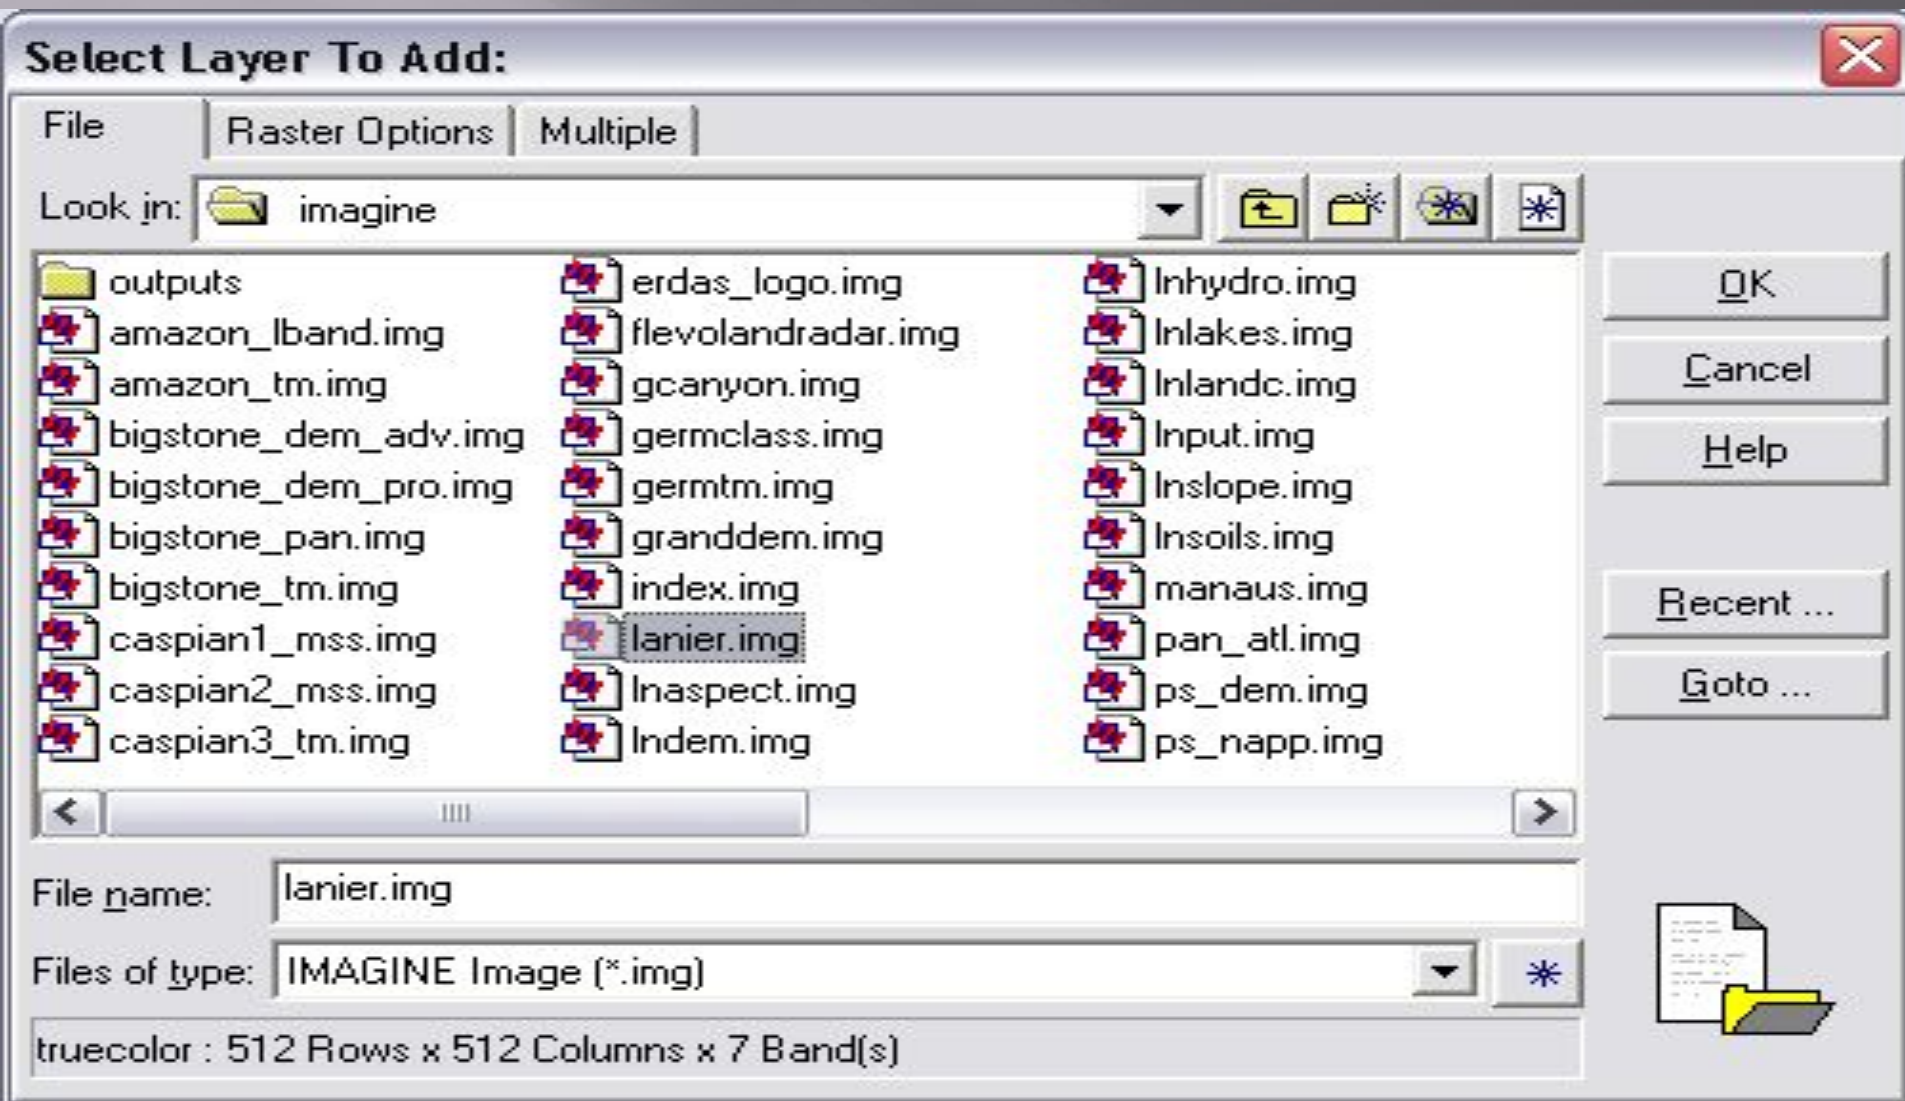 Select Layer To Add:
File Raster Options Multiple
Look in: imagine
outputs
amazon_lband.img
amazon_tm.img
bigstone_dem_adv.img
bigstone_dem_pro.img
bigstone_pan.img
bigstone_tm.img
caspian1_mss.img
caspian2_mss.img
caspian3_tm.img
erdas_logo.img
flevolandradar.img
gcanyon.img
germclass.img
germtm.img
granddem.img
index.img
lanier.img
lnaspect.img
lndem.img
lnhydro.img
lnlakes.img
lnlandc.img
lnput.img
lnslope.img
lnsoils.img
manaus.img
pan_atl.img
ps_dem.img
ps_napp.img
OK
Cancel
Help
Recent ...
Goto ...
File name: lanier.img
Files of type: IMAGINE Image (*.img)
truecolor : 512 Rows x 512 Columns x 7 Band(s)